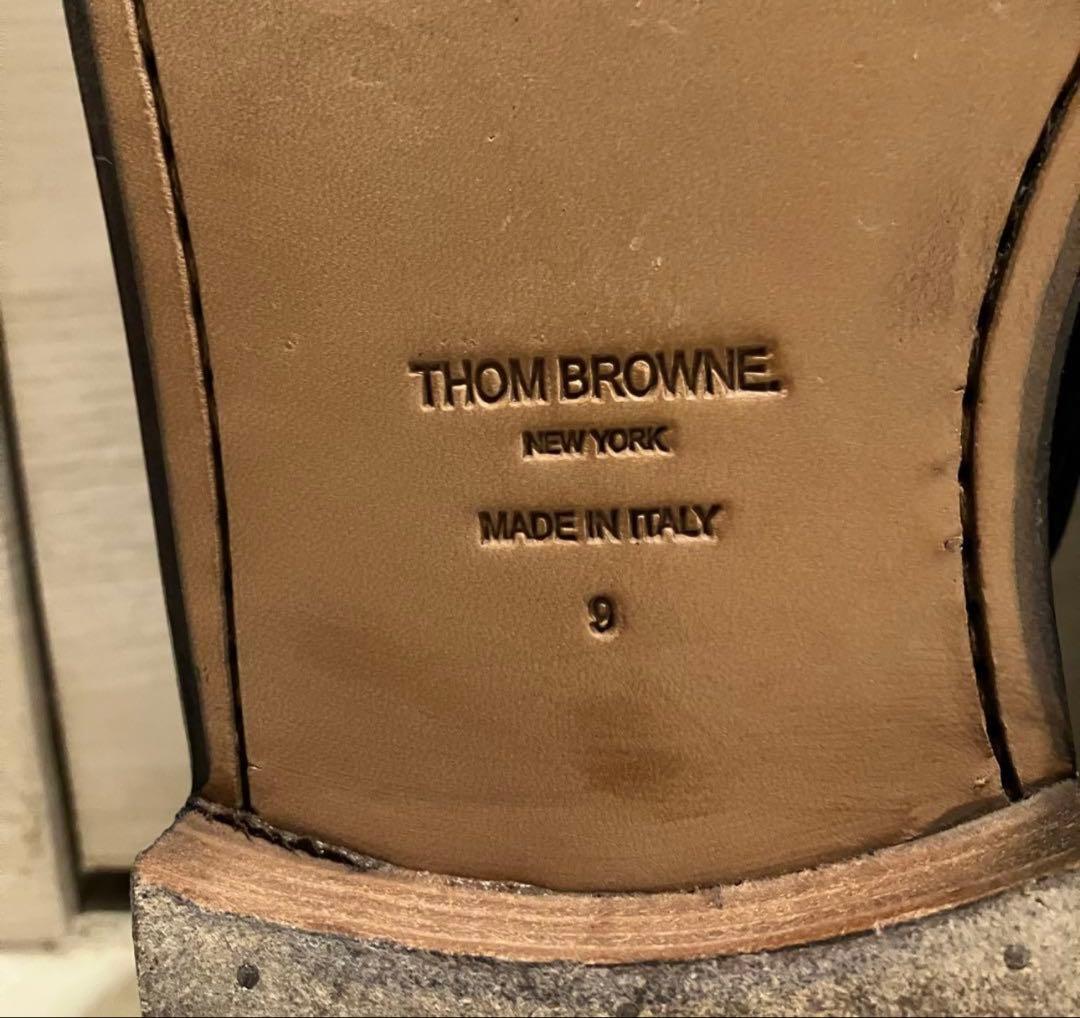 THOM BROWNE.
NEW YORK
MADE IN ITALY
9